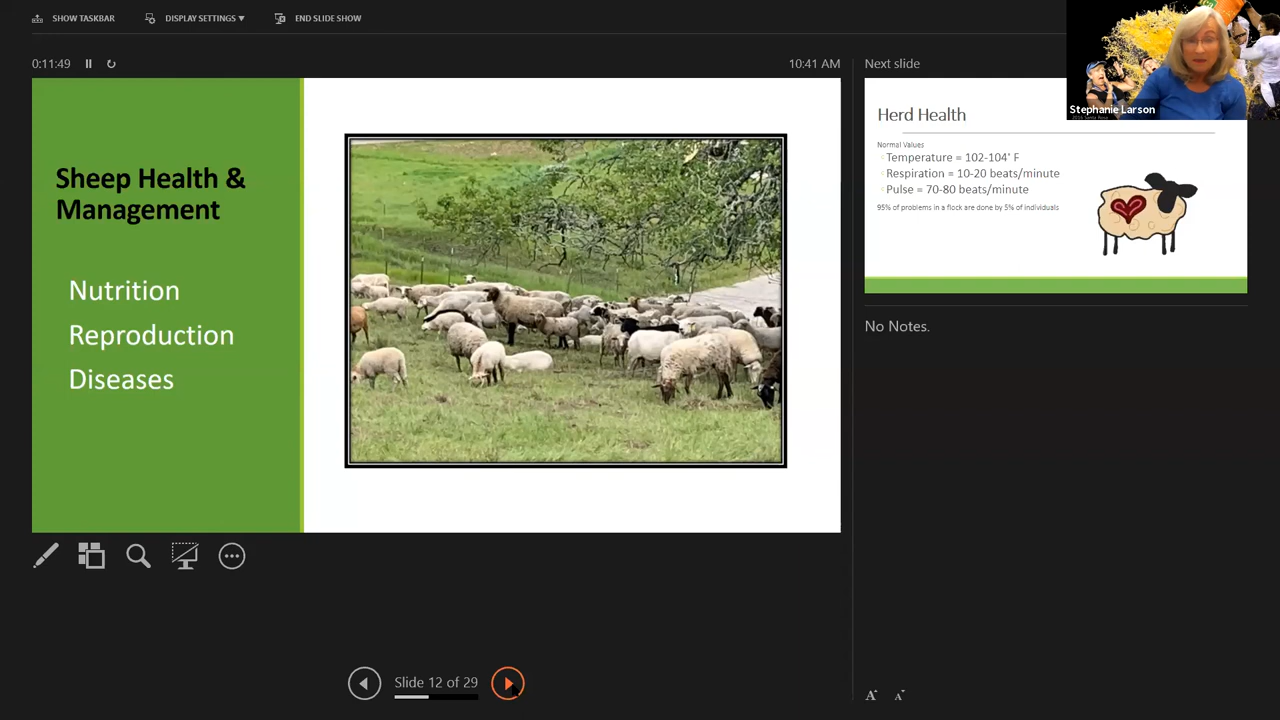 SHOW TASKBAR
DISPLAY SETTINGS ▼
END SLIDE SHOW
0:11:49
10:41 AM
Next slide
Stephanie Larson
Sheep Health &
Management
Nutrition
Reproduction
Diseases
Herd Health
Normal Values
Temperature = 102-104° F
Respiration = 10-20 beats/minute
Pulse = 70-80 beats/minute
95% of problems in a flock are done by 5% of individuals
No Notes.
Slide 12 of 29
A A